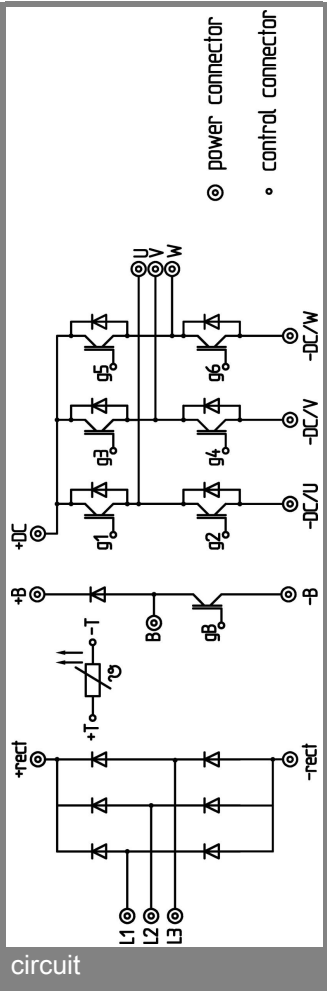 power connector
control connector
U
V
W
g5
g6
-DC/W
g3
g4
-DC/V
g1
g2
-DC/U
+DC
+B
B
gB
-B
-T
ϑ
+T
+rect
-rect
L1
L2
L3
circuit